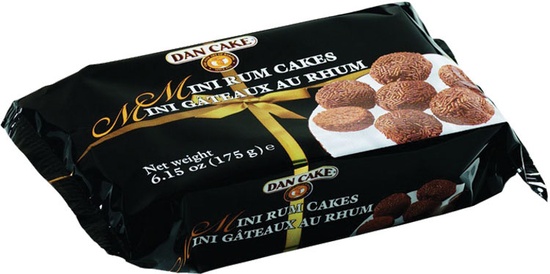 DAN CAKE
MINI RUM CAKES
MINI GÂTEAUX AU RHUM
Net weight
6.15 oz (175 g) e
DAN CAKE
MINI RUM CAKES
MINI GÂTEAUX AU RHUM